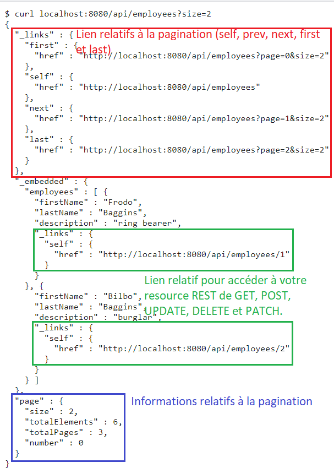 $ curl localhost:8080/api/employees?size=2
{
"_links" : { Lien relatifs à la pagination (self, prev, next, first
"first" : { et last)
"href" : "http://localhost:8080/api/employees?page=0&size=2"
},
"self" : {
"href" : "http://localhost:8080/api/employees"
},
"next" : {
"href" : "http://localhost:8080/api/employees?page=1&size=2"
},
"last" : {
"href" : "http://localhost:8080/api/employees?page=2&size=2"
}
},
"_embedded" : {
"employees" : [ {
"firstName" : "Frodo",
"lastName" : "Baggins",
"description" : "ring bearer",
"_links" : {
"self" : {
"href" : "http://localhost:8080/api/employees/1"
}
}
}, { Lien relatif pour accéder à votre
"firstName" : "Bilbo", resource REST de GET, POST,
"lastName" : "Baggins", UPDATE, DELETE et PATCH.
"description" : "burglar",
"_links" : {
"self" : {
"href" : "http://localhost:8080/api/employees/2"
}
}
} ]
},
"page" : { Informations relatifs à la pagination
"size" : 2,
"totalElements" : 6,
"totalPages" : 3,
"number" : 0
}
}